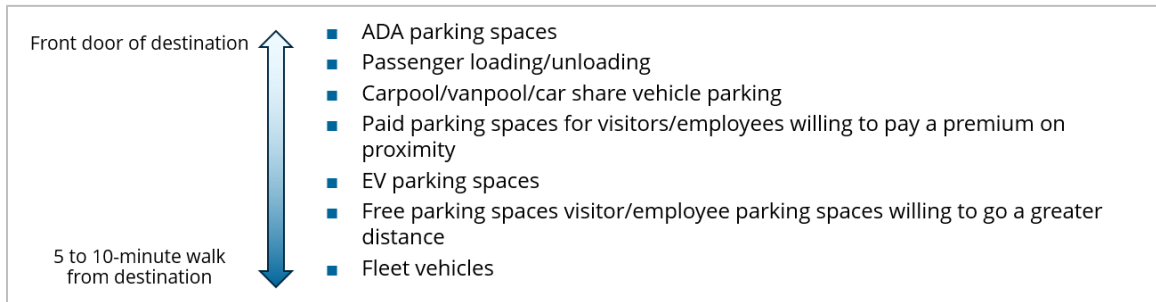 Front door of destination
5 to 10-minute walk
from destination
■ ADA parking spaces
■ Passenger loading/unloading
■ Carpool/vanpool/car share vehicle parking
■ Paid parking spaces for visitors/employees willing to pay a premium on
proximity
■ EV parking spaces
■ Free parking spaces visitor/employee parking spaces willing to go a greater
distance
■ Fleet vehicles